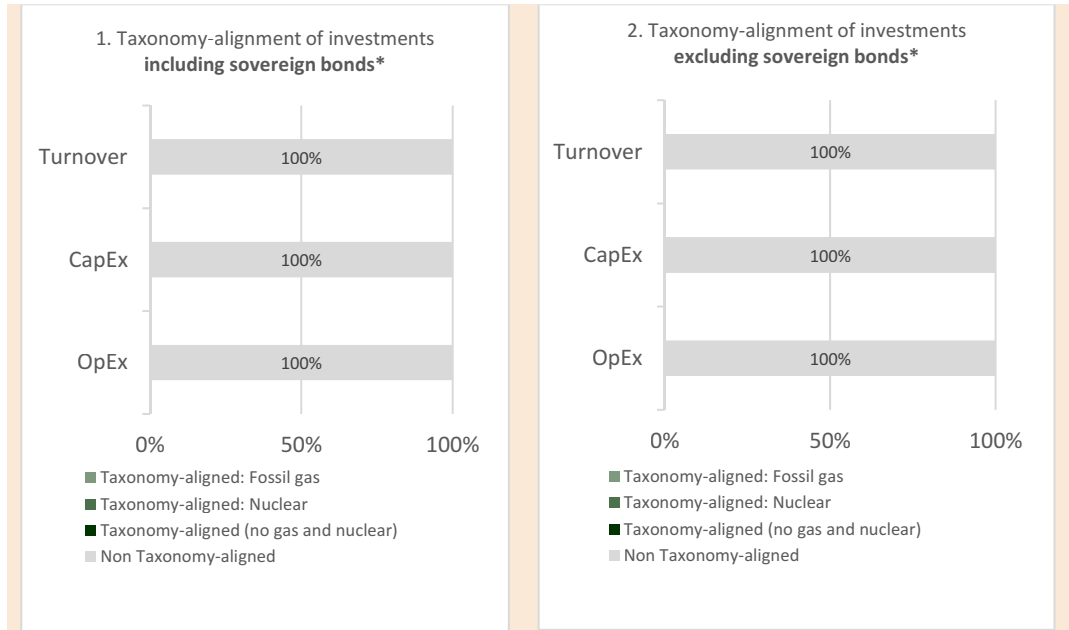 1. Taxonomy-alignment of investments
including sovereign bonds*
Turnover
100%
CapEx
100%
OpEx
100%
0%
50%
100%
Taxonomy-aligned: Fossil gas
Taxonomy-aligned: Nuclear
Taxonomy-aligned (no gas and nuclear)
Non Taxonomy-aligned
2. Taxonomy-alignment of investments
excluding sovereign bonds*
Turnover
100%
CapEx
100%
OpEx
100%
0%
50%
100%
Taxonomy-aligned: Fossil gas
Taxonomy-aligned: Nuclear
Taxonomy-aligned (no gas and nuclear)
Non Taxonomy-aligned